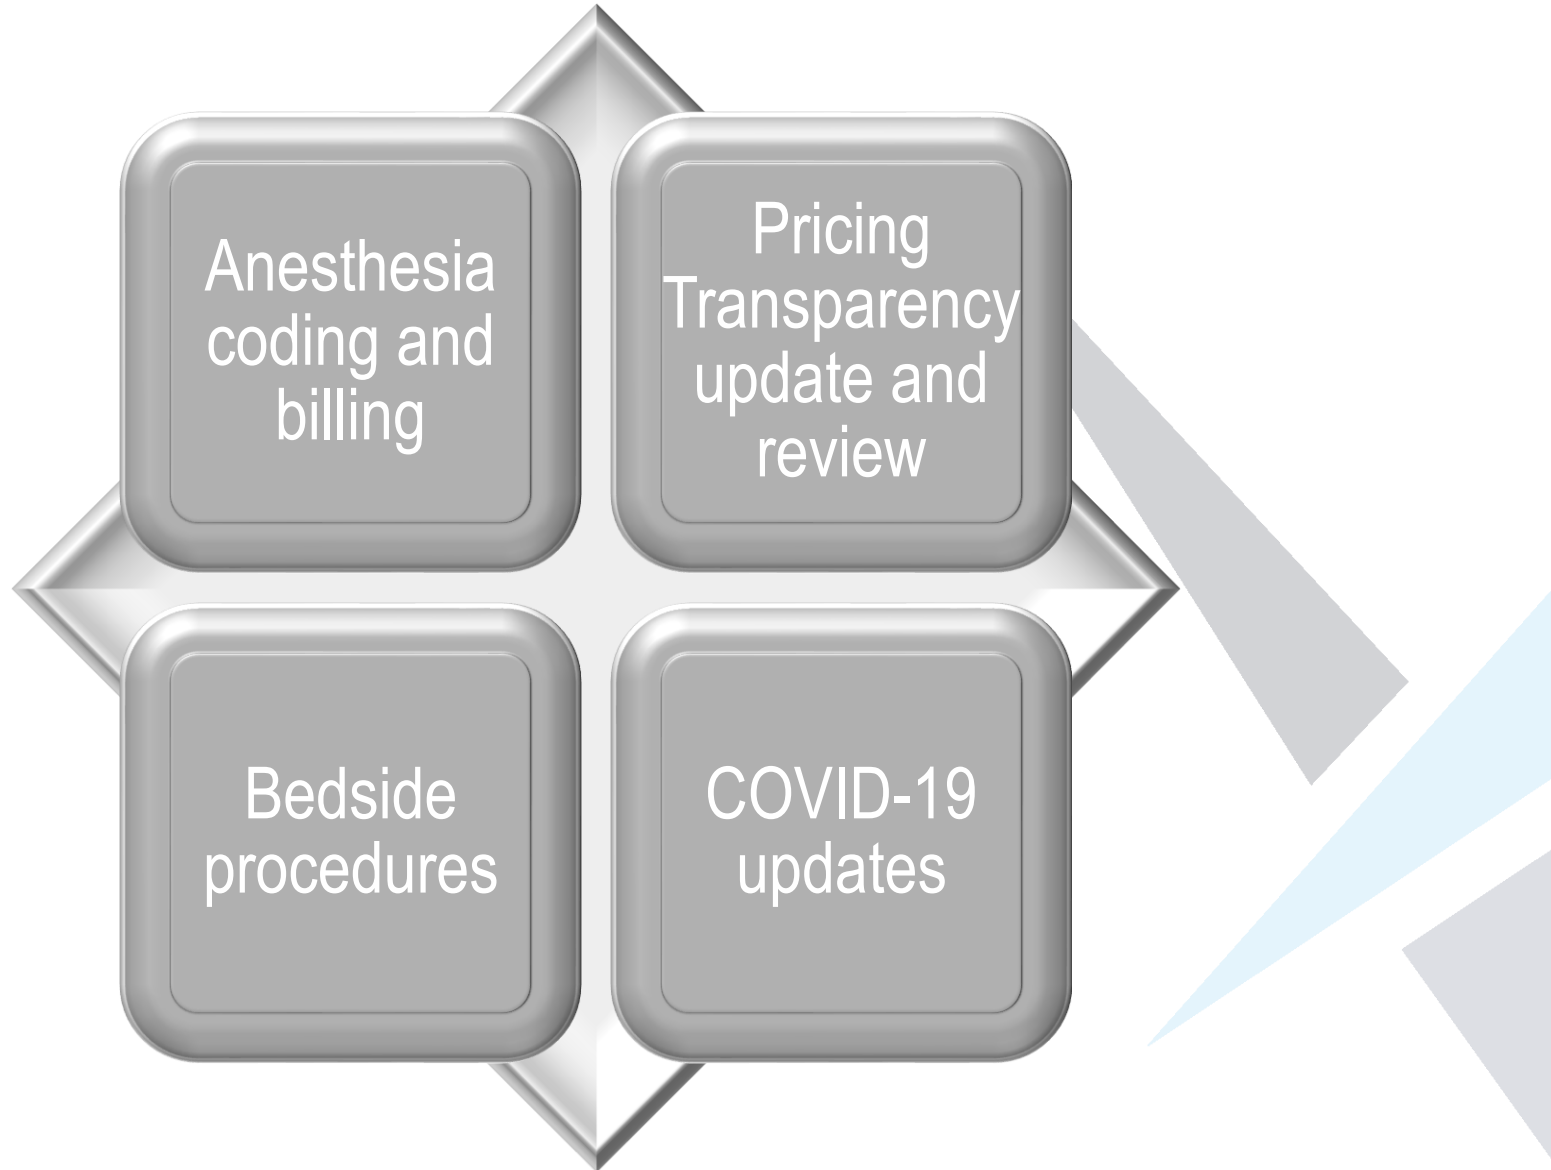 Anesthesia
coding and
billing
Pricing
Transparency
update and
review
Bedside
procedures
COVID-19
updates